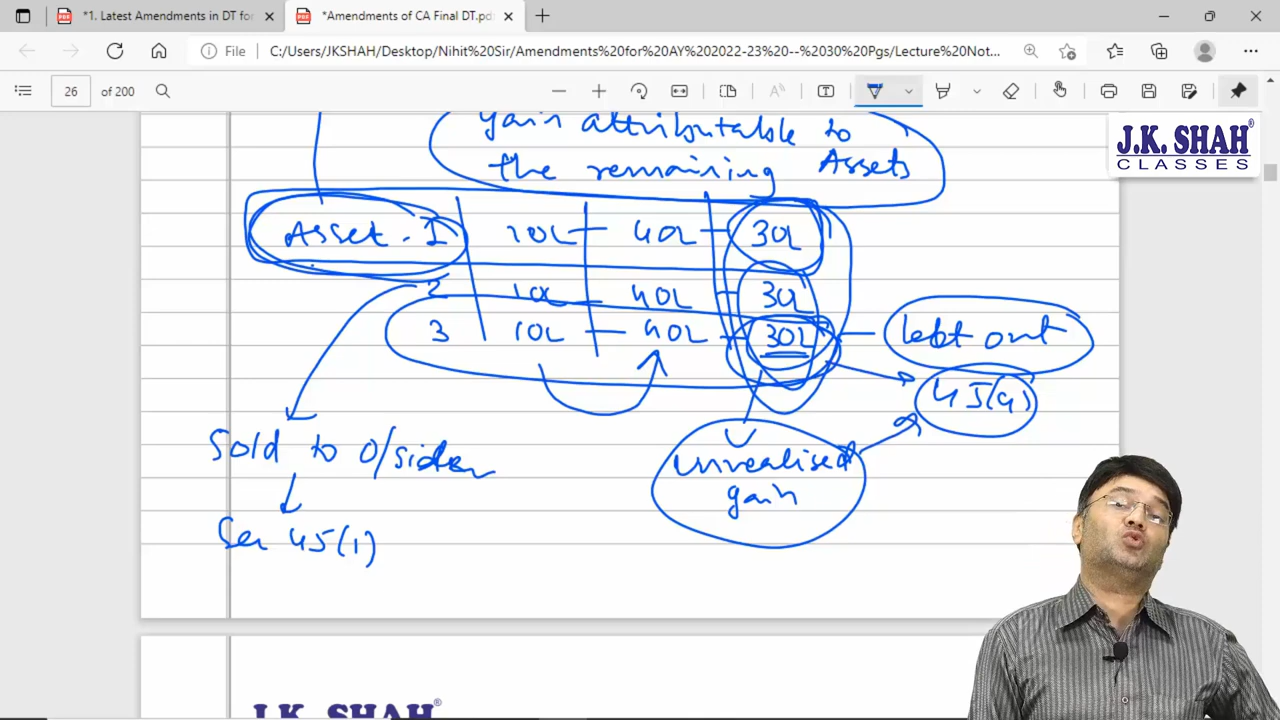 *1. Latest Amendments in DT for
*Amendments of CA Final DT.pdf
File
C:/Users/JKSHAH/Desktop/Nihit%20Sir/Amendments%20for%20AY%202022-23%20--%2030%20Pgs/Lecture%20Not...
26 of 200
J.K. SHAH®
CLASSES
gain attributable to
the remaining Assets
Asset - 1 10L 40L 30L
2 10L 40L 30L
3 10L 40L 30L
45(4)
Sold to O/sider
unrealised
gain
Sec 45(1)
J.K. SHAH®